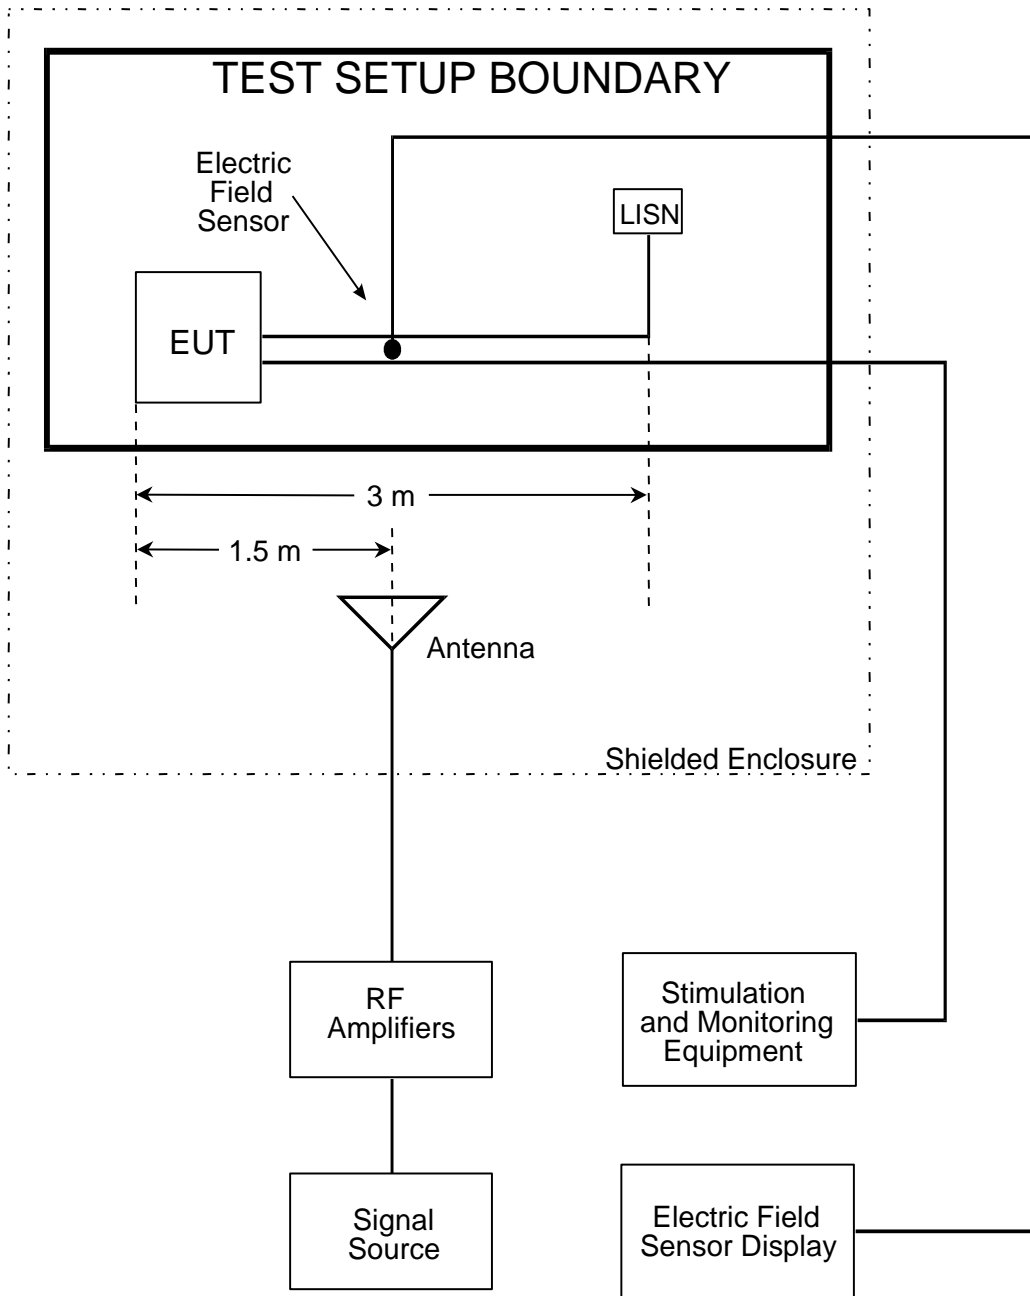 TEST SETUP BOUNDARY
Electric
Field
Sensor
LISN
EUT
3 m
1.5 m
Antenna
Shielded Enclosure
RF
Amplifiers
Stimulation
and Monitoring
Equipment
Signal
Source
Electric Field
Sensor Display